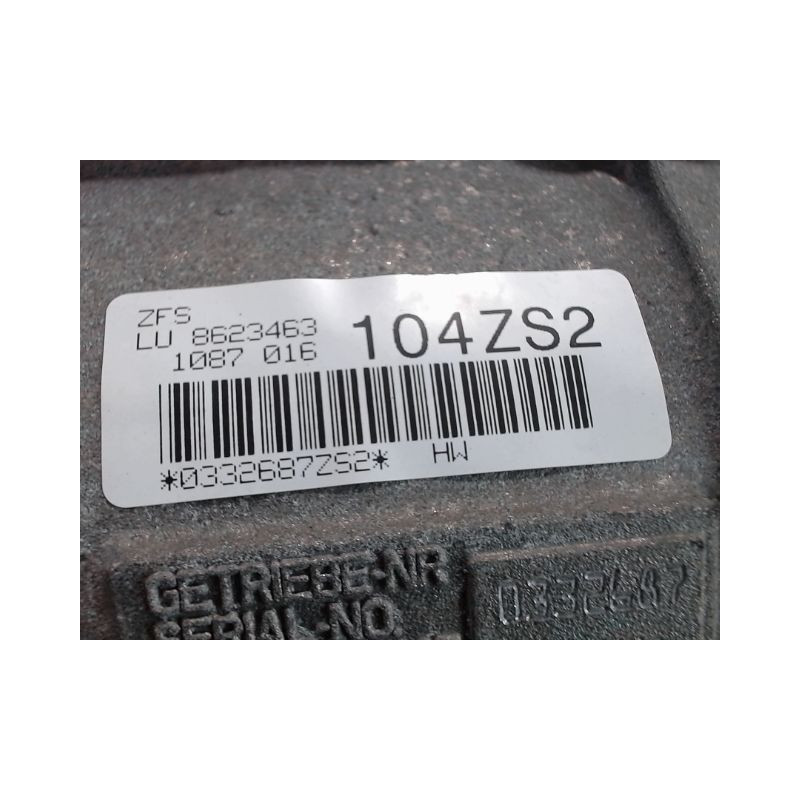 ZFS
LU 8623463
1087 016
104ZS2
*0332687ZS2*
HW
GETRIEBE-NR
0332687
SERIAL-NO.